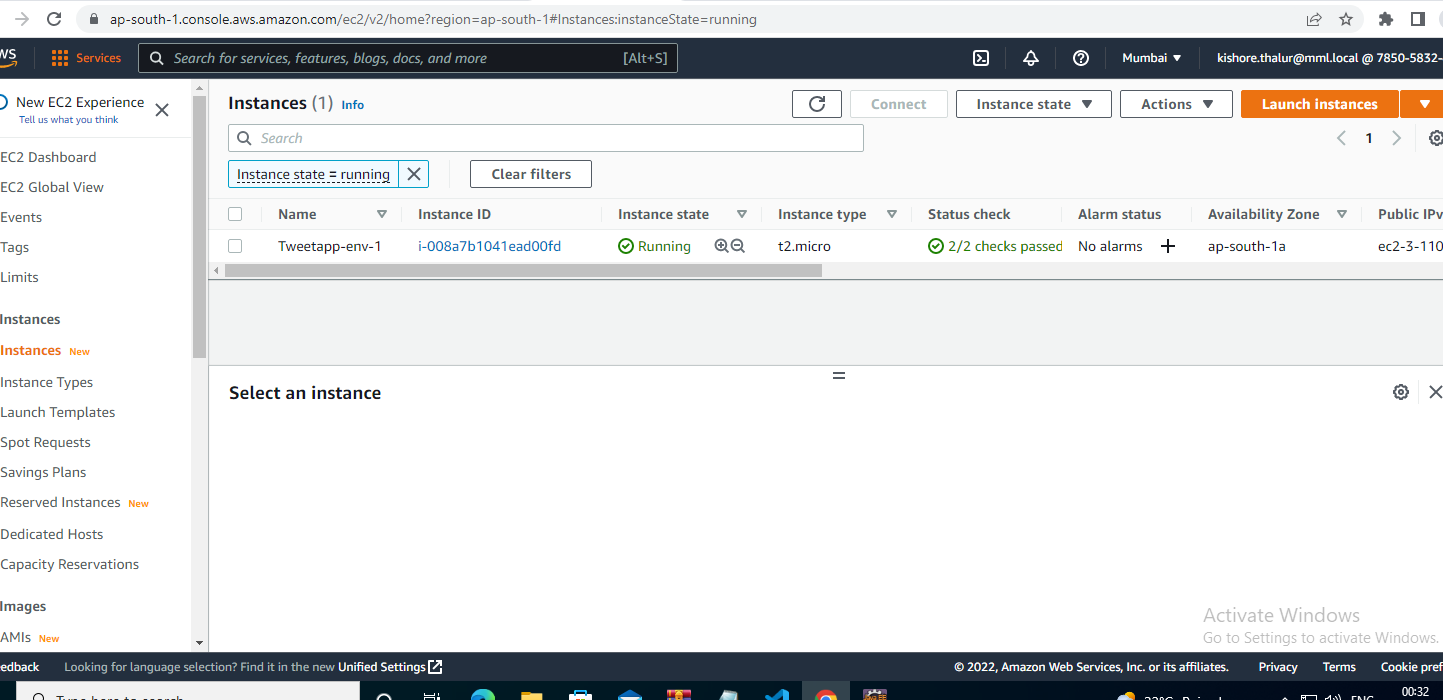 ap-south-1.console.aws.amazon.com/ec2/v2/home?region=ap-south-1#Instances:instanceState=running
Services
Search for services, features, blogs, docs, and more
[Alt+S]
Mumbai
kishore.thalur@mml.local @ 7850-5832-
New EC2 Experience
Tell us what you think
EC2 Dashboard
EC2 Global View
Events
Tags
Limits
Instances
Instances New
Instance Types
Launch Templates
Spot Requests
Savings Plans
Reserved Instances New
Dedicated Hosts
Capacity Reservations
Images
AMIs New
Instances (1) Info
Connect
Instance state
Actions
Launch instances
Search
1
Instance state = running
Clear filters
Name Instance ID Instance state Instance type Status check Alarm status Availability Zone Public IPv
Tweetapp-env-1 i-008a7b1041ead00fd Running t2.micro 2/2 checks passed No alarms ap-south-1a ec2-3-110
Select an instance
Activate Windows
Go to Settings to activate Windows.
edback
Looking for language selection? Find it in the new Unified Settings
© 2022, Amazon Web Services, Inc. or its affiliates.
Privacy
Terms
Cookie pref
00:32